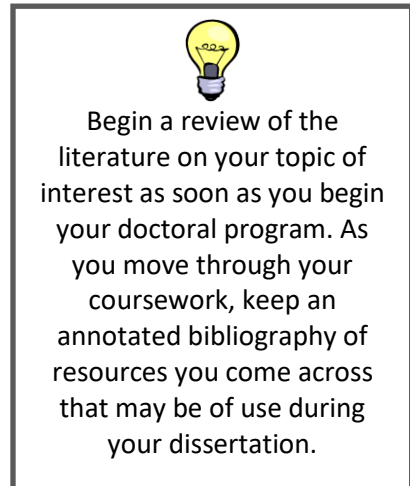 Begin a review of the
literature on your topic of
interest as soon as you begin
your doctoral program. As
you move through your
coursework, keep an
annotated bibliography of
resources you come across
that may be of use during
your dissertation.